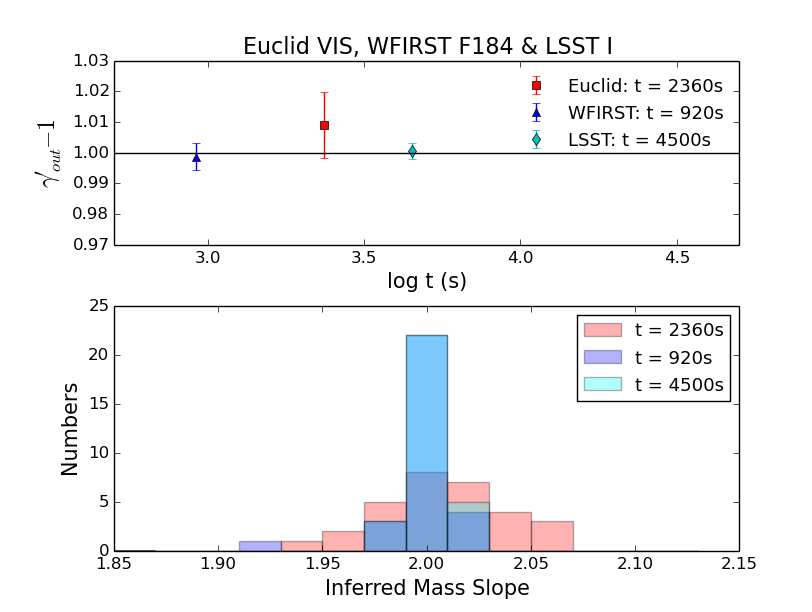 Euclid VIS, WFIRST F184 & LSST I
1.03
1.02
1.01
1.00
0.99
0.98
0.97
γ′out−1
Euclid: t = 2360s
WFIRST: t = 920s
LSST: t = 4500s
3.0 3.5 4.0 4.5
log t (s)
25
20
15
10
5
0
Numbers
t = 2360s
t = 920s
t = 4500s
1.85 1.90 1.95 2.00 2.05 2.10 2.15
Inferred Mass Slope